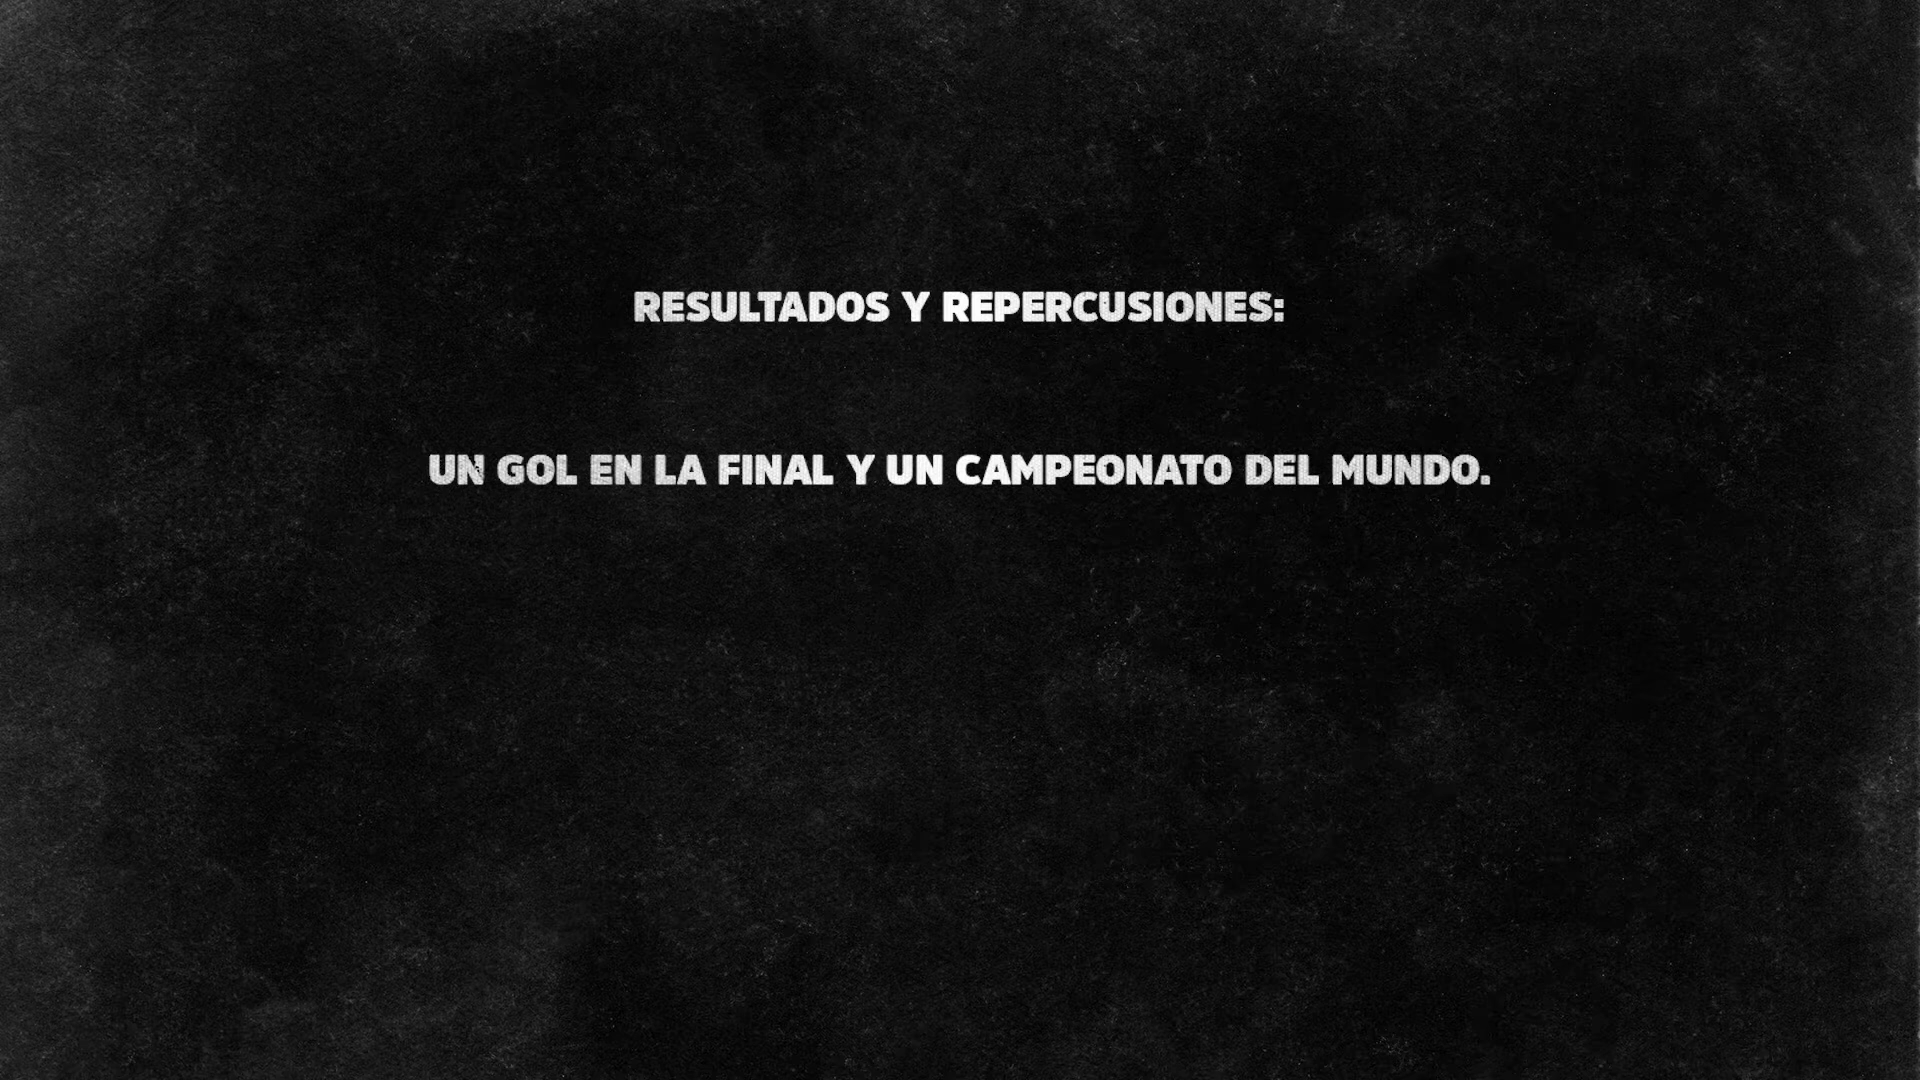 RESULTADOS Y REPERCUSIONES:
UN GOL EN LA FINAL Y UN CAMPEONATO DEL MUNDO.